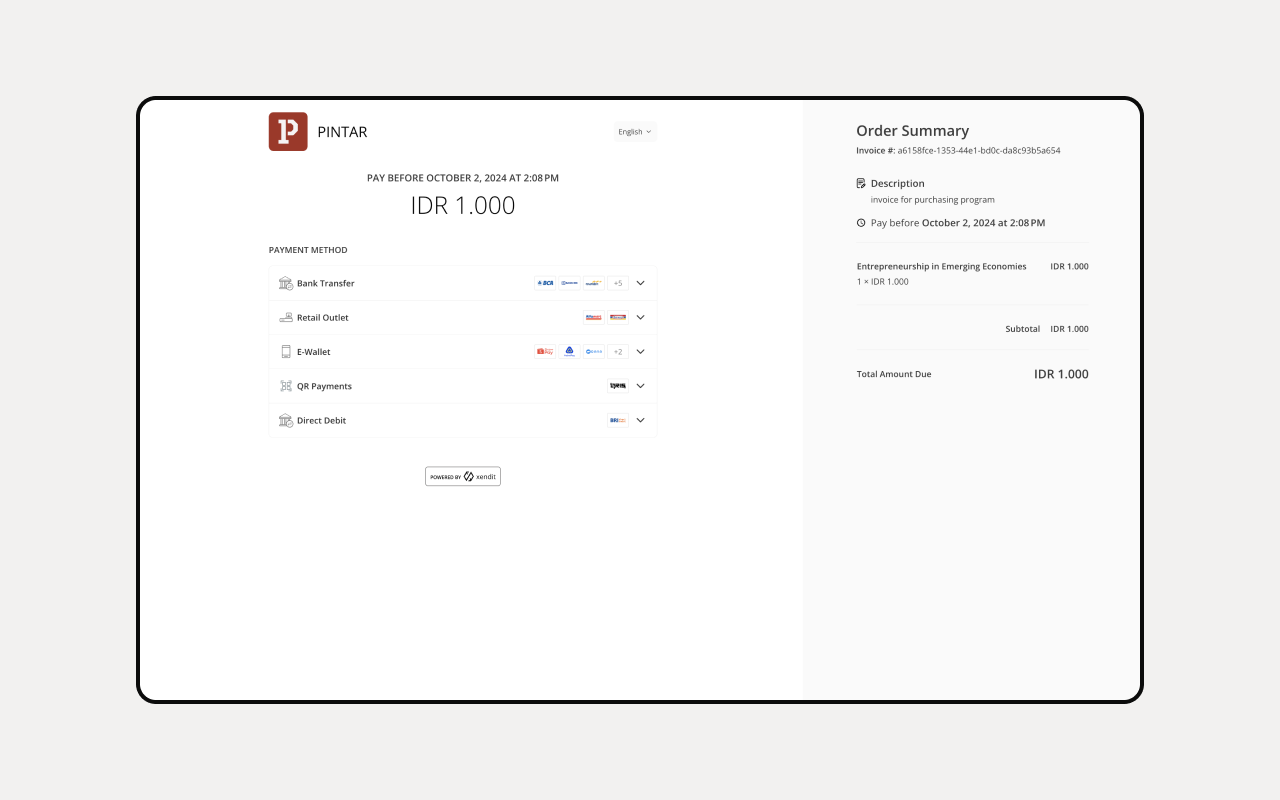 PINTAR
English
PAY BEFORE OCTOBER 2, 2024 AT 2:08 PM
IDR 1.000
PAYMENT METHOD
Bank Transfer
BCA
+5
Retail Outlet
E-Wallet
Pay
+2
QR Payments
QRIS
Direct Debit
BRI
POWERED BY xendit
Order Summary
Invoice #: a6158fce-1353-44e1-bd0c-da8c93b5a654
Description
invoice for purchasing program
Pay before October 2, 2024 at 2:08 PM
Entrepreneurship in Emerging Economies IDR 1.000
1 × IDR 1.000
Subtotal IDR 1.000
Total Amount Due IDR 1.000